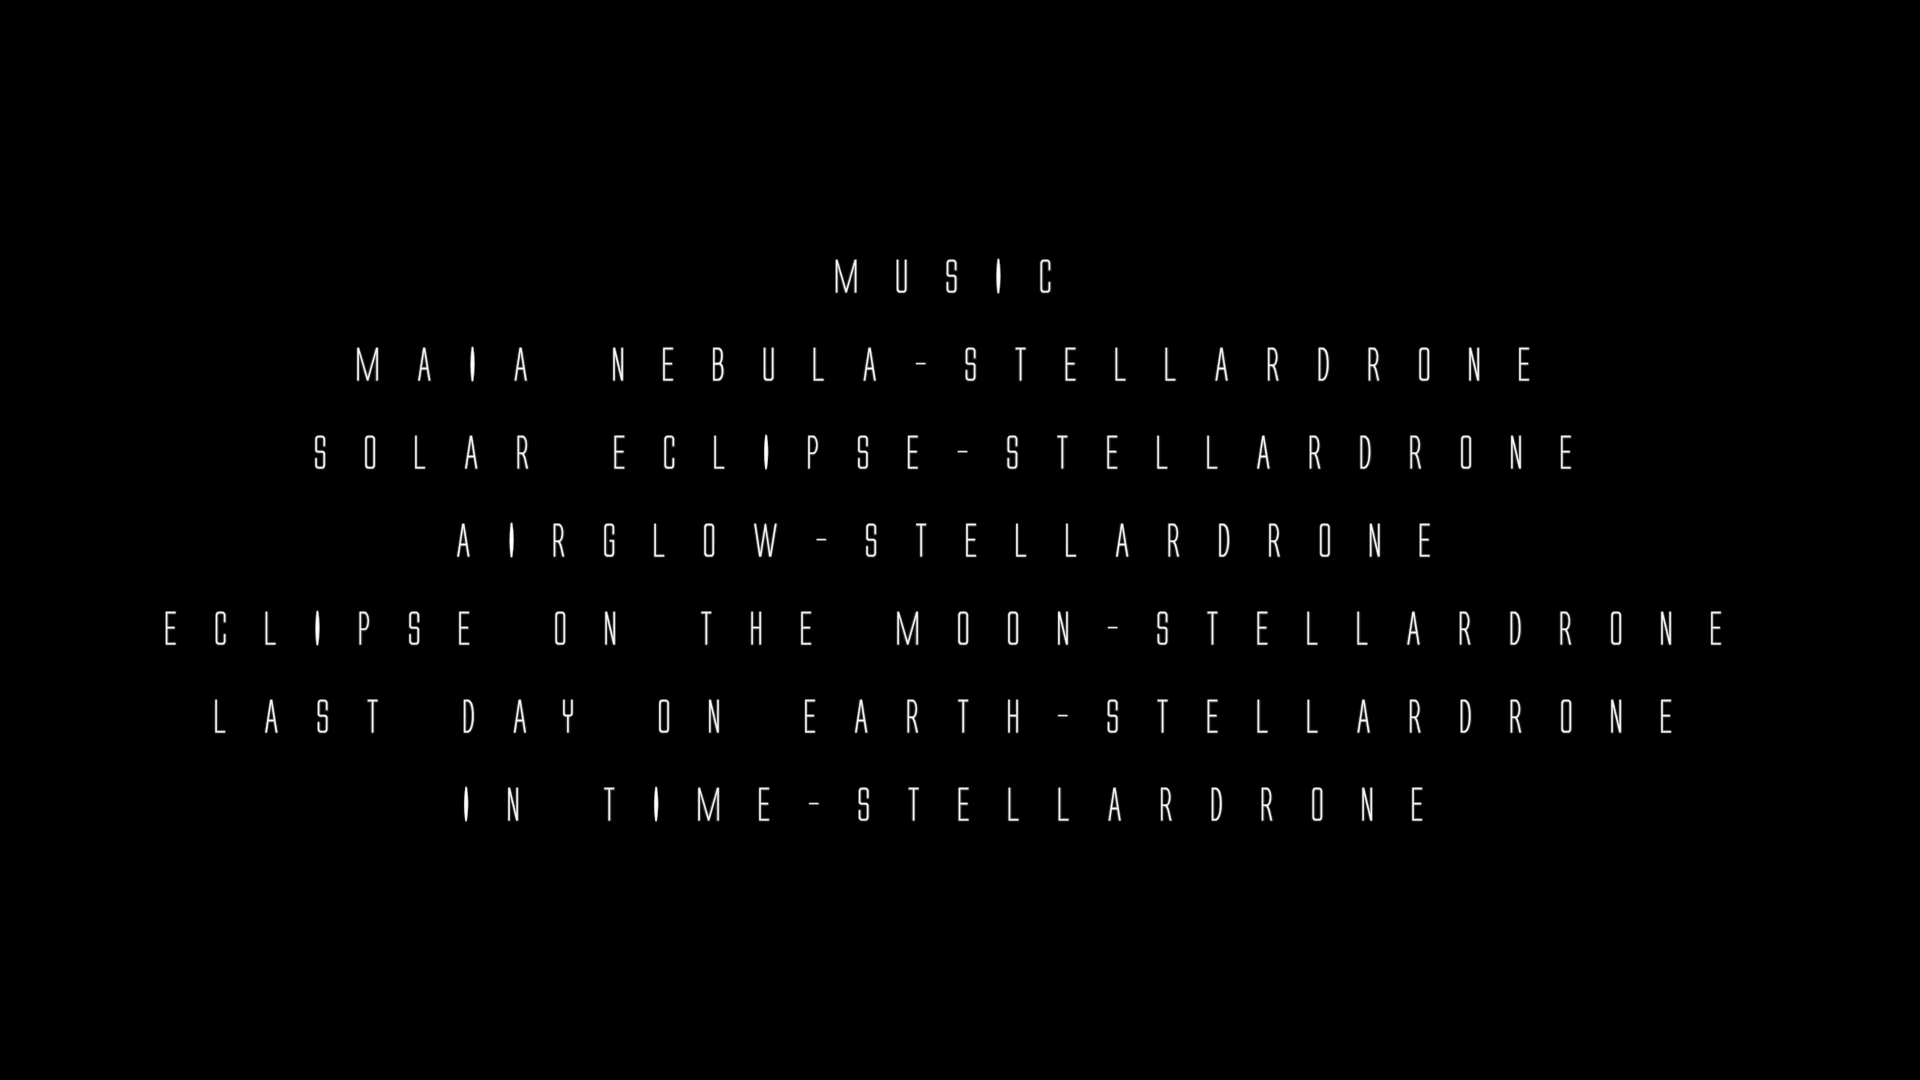 MUSIC
MAIA NEBULA-STELLARDRONE
SOLAR ECLIPSE-STELLARDRONE
AIRGLOW-STELLARDRONE
ECLIPSE ON THE MOON-STELLARDRONE
LAST DAY ON EARTH-STELLARDRONE
IN TIME-STELLARDRONE